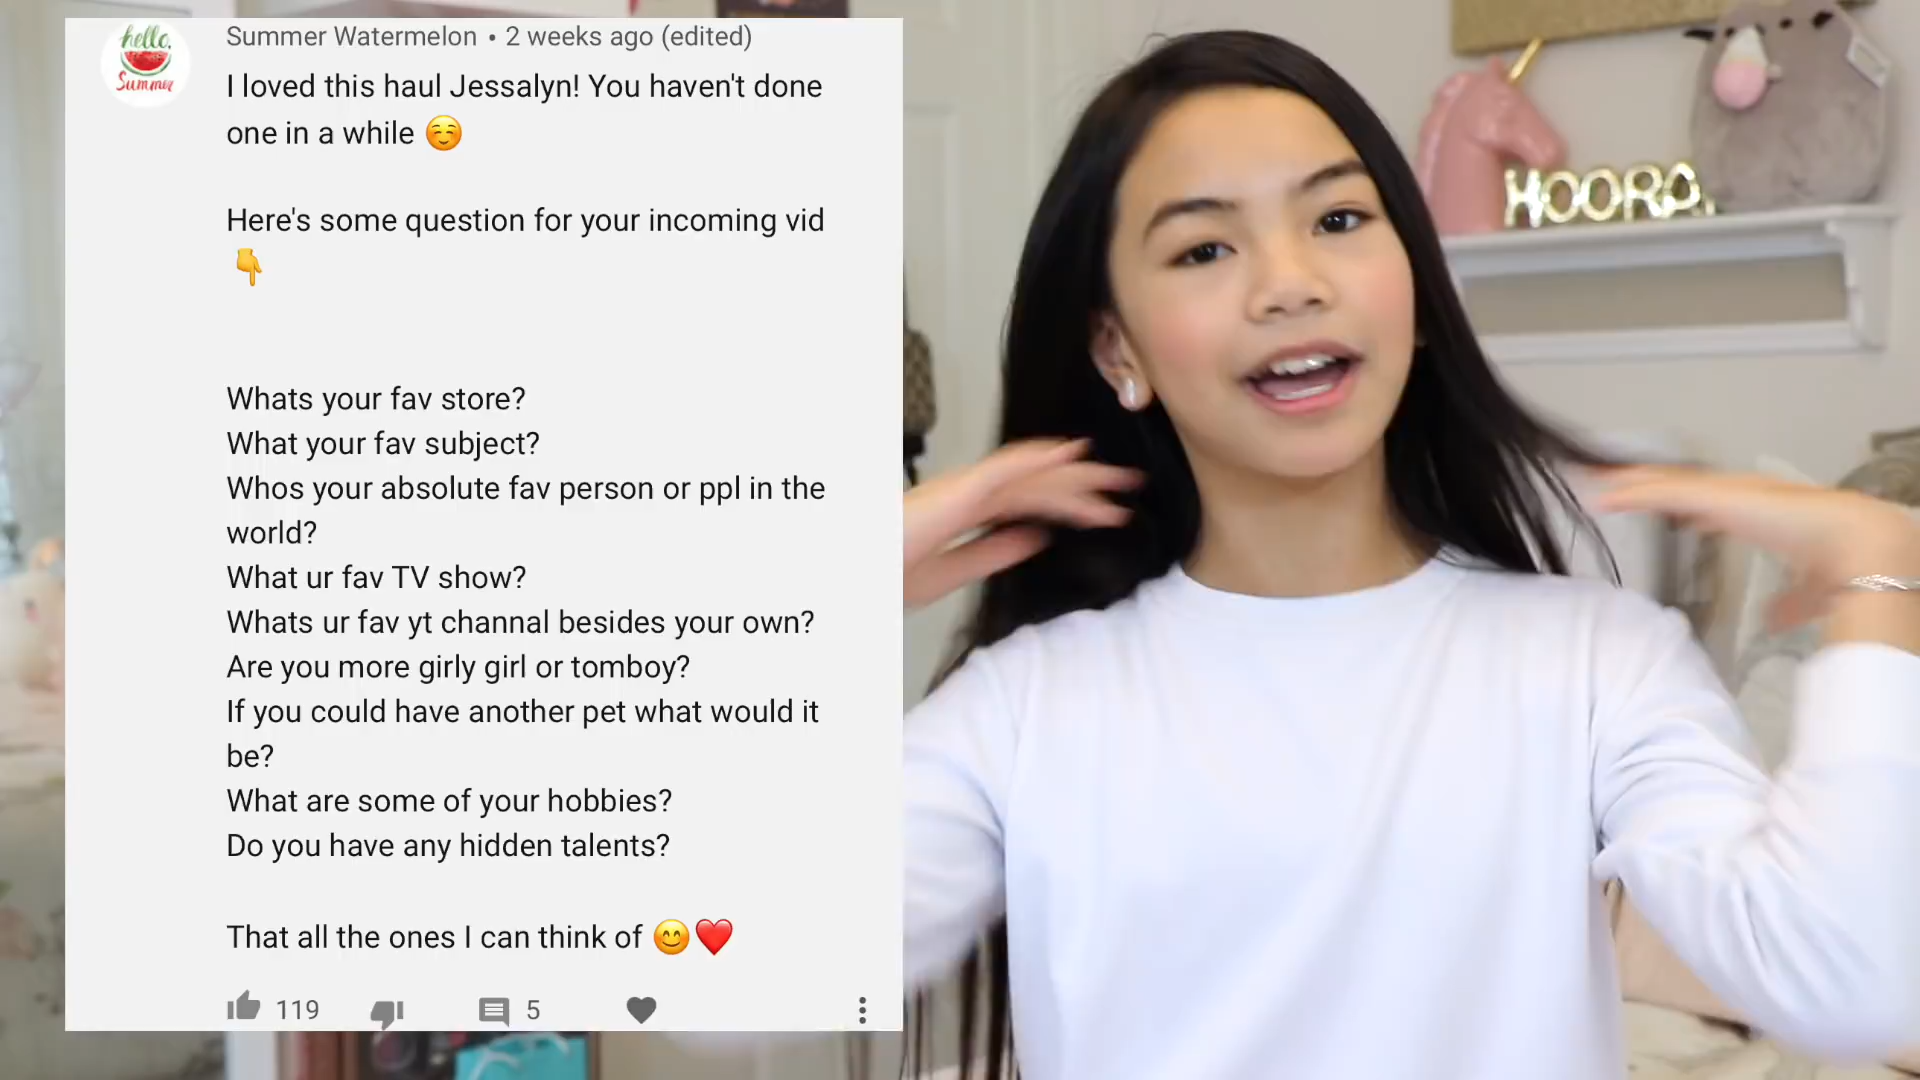 hello,
Summer
Summer Watermelon • 2 weeks ago (edited)
I loved this haul Jessalyn! You haven't done
one in a while ☺️
Here's some question for your incoming vid
👇
Whats your fav store?
What your fav subject?
Whos your absolute fav person or ppl in the
world?
What ur fav TV show?
Whats ur fav yt channal besides your own?
Are you more girly girl or tomboy?
If you could have another pet what would it
be?
What are some of your hobbies?
Do you have any hidden talents?
That all the ones I can think of 😊❤️
119
5
HOORA